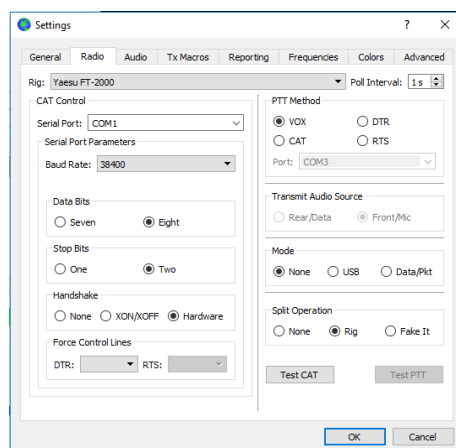 Settings ?
General Radio Audio Tx Macros Reporting Frequencies Colors Advanced
Rig: Yaesu FT-2000 Poll Interval: 1 s
CAT Control
Serial Port: COM1
Serial Port Parameters
Baud Rate: 38400
Data Bits
Seven Eight
Stop Bits
One Two
Handshake
None XON/XOFF Hardware
Force Control Lines
DTR: RTS:
PTT Method
VOX DTR
CAT RTS
Port: COM3
Transmit Audio Source
Rear/Data Front/Mic
Mode
None USB Data/Pkt
Split Operation
None Rig Fake It
Test CAT Test PTT
OK Cancel